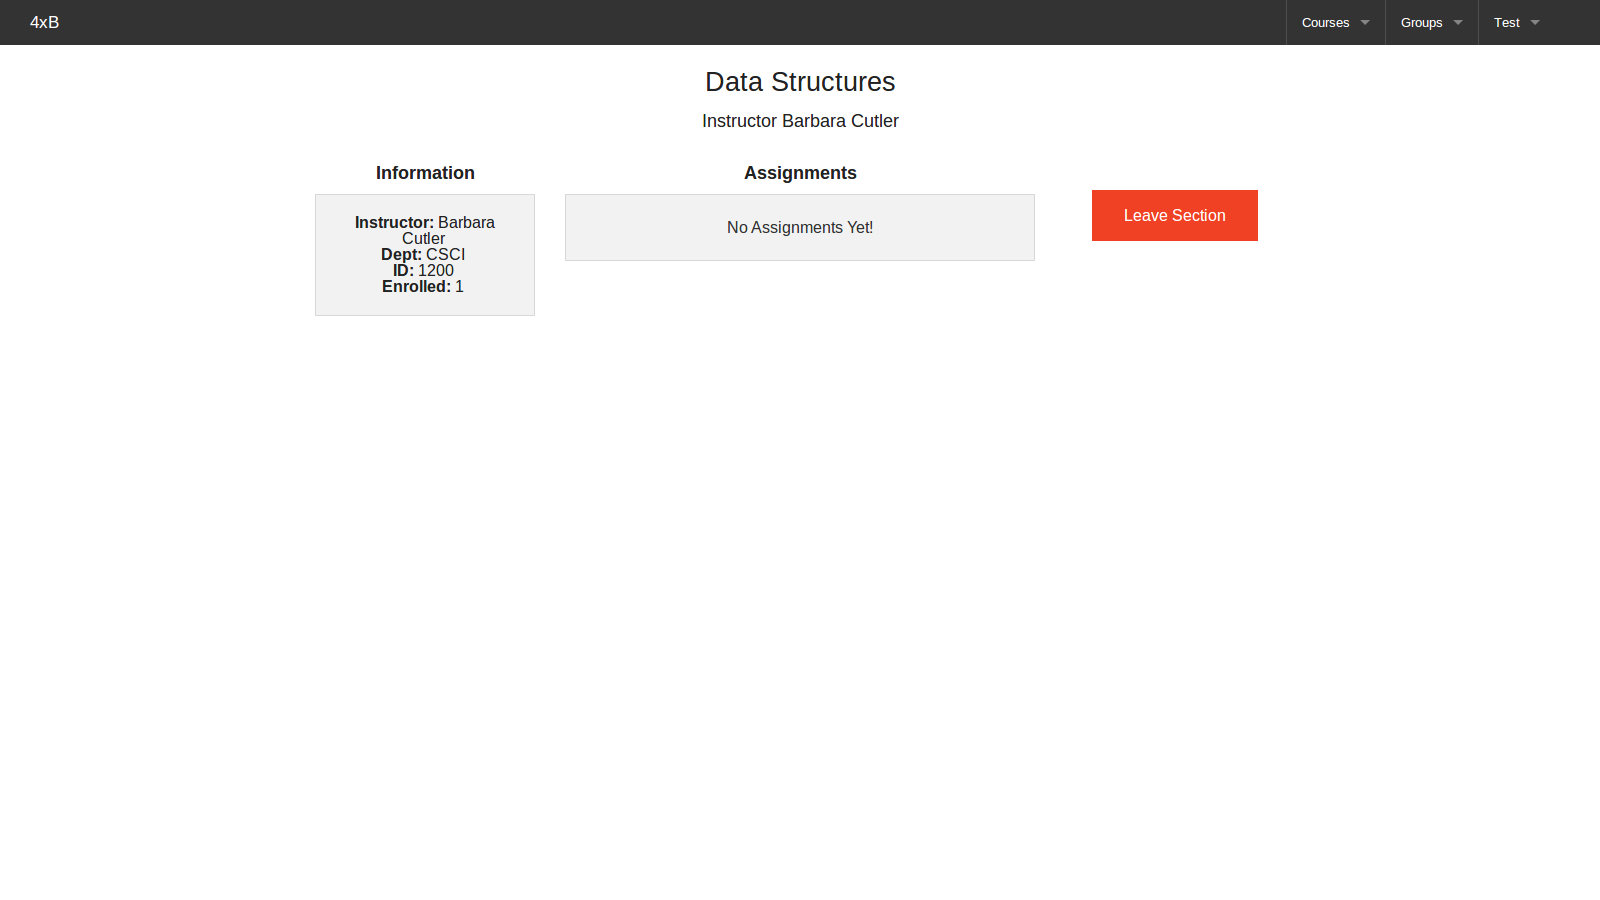 4xB
Courses
Groups
Test
Data Structures
Instructor Barbara Cutler
Information
Instructor: Barbara
Cutler
Dept: CSCI
ID: 1200
Enrolled: 1
Assignments
No Assignments Yet!
Leave Section